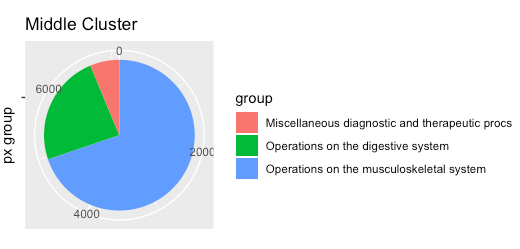 Middle Cluster
0
6000
2000
4000
px group
group
Miscellaneous diagnostic and therapeutic procs
Operations on the digestive system
Operations on the musculoskeletal system